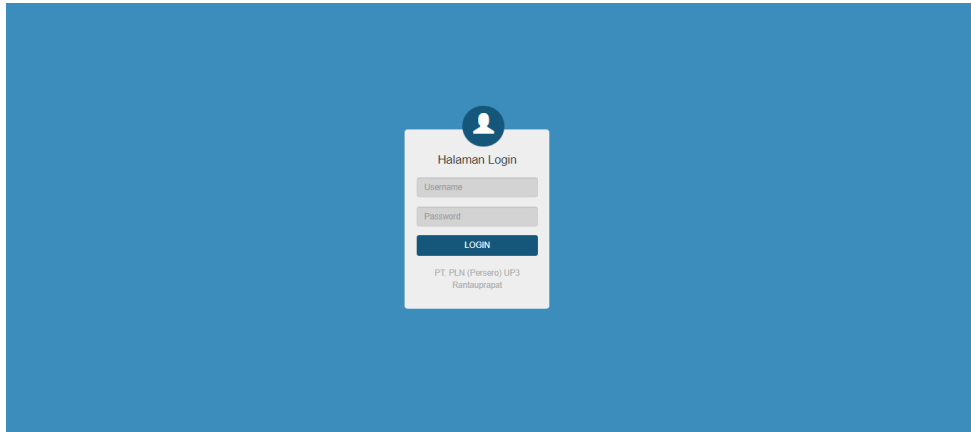 Halaman Login
Username
Password
LOGIN
PT. PLN (Persero) UP3
Rantauprapat